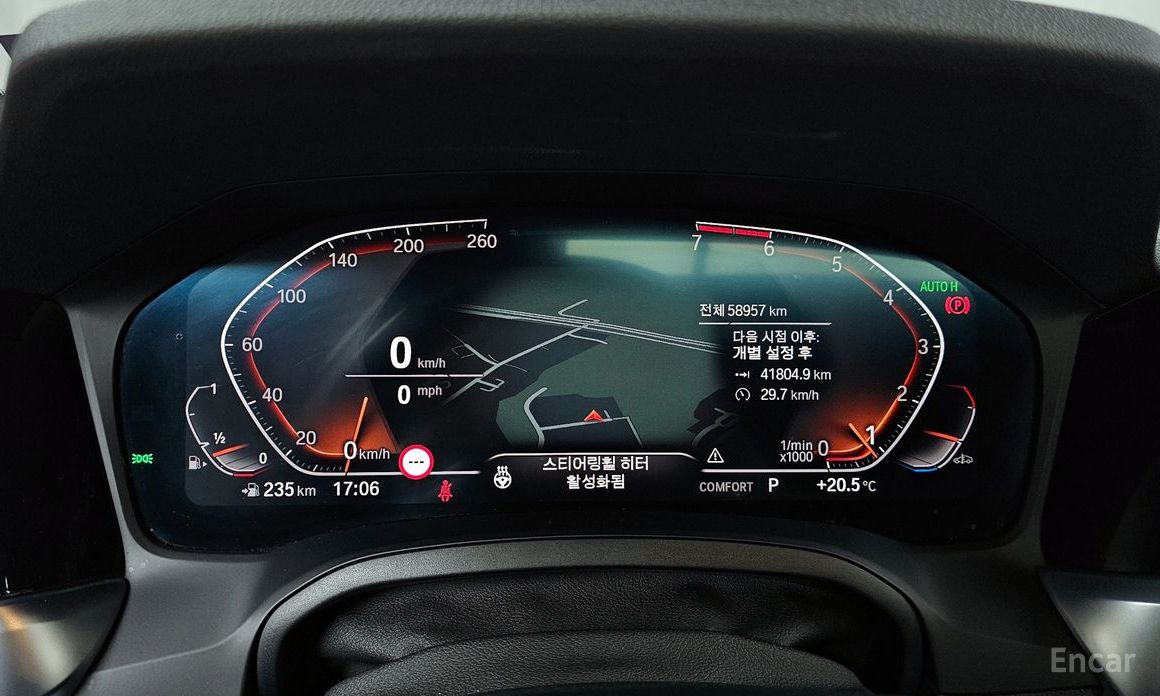 260
200
140
100
60
40
20
0 km/h
0 km/h
0 mph
7
6
5
4
3
2
1
0
1/min
x1000
AUTO H
(P)
전체 58957 km
다음 시점 이후:
개별 설정 후
41804.9 km
29.7 km/h
1
1/2
0
---
스티어링휠 히터
활성화됨
235 km
17:06
COMFORT P
+20.5 °C
Encar